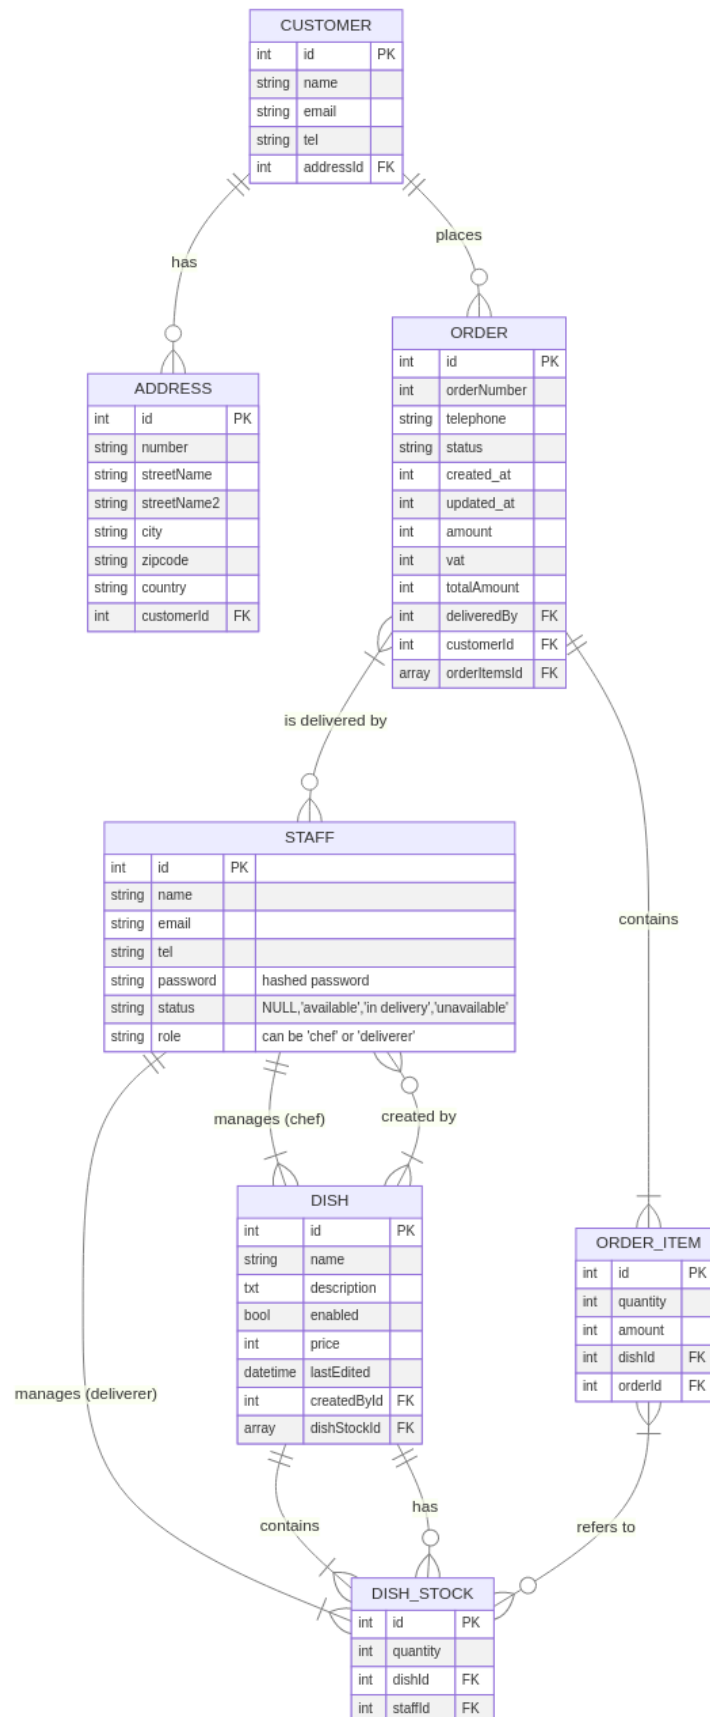 CUSTOMER
int id PK
string name
string email
string tel
int addressId FK
has
places
ORDER
int id PK
int orderNumber
string telephone
string status
int created_at
int updated_at
int amount
int vat
int totalAmount
int deliveredBy FK
int customerId FK
array orderItemsId FK
ADDRESS
int id PK
string number
string streetName
string streetName2
string city
string zipcode
string country
int customerId FK
is delivered by
contains
STAFF
int id PK
string name
string email
string tel
string password hashed password
string status NULL,'available','in delivery','unavailable'
string role can be 'chef' or 'deliverer'
manages (chef)
created by
manages (deliverer)
DISH
int id PK
string name
txt description
bool enabled
int price
datetime lastEdited
int createdById FK
array dishStockId FK
ORDER_ITEM
int id PK
int quantity
int amount
int dishId FK
int orderId FK
contains
has
refers to
DISH_STOCK
int id PK
int quantity
int dishId FK
int staffId FK